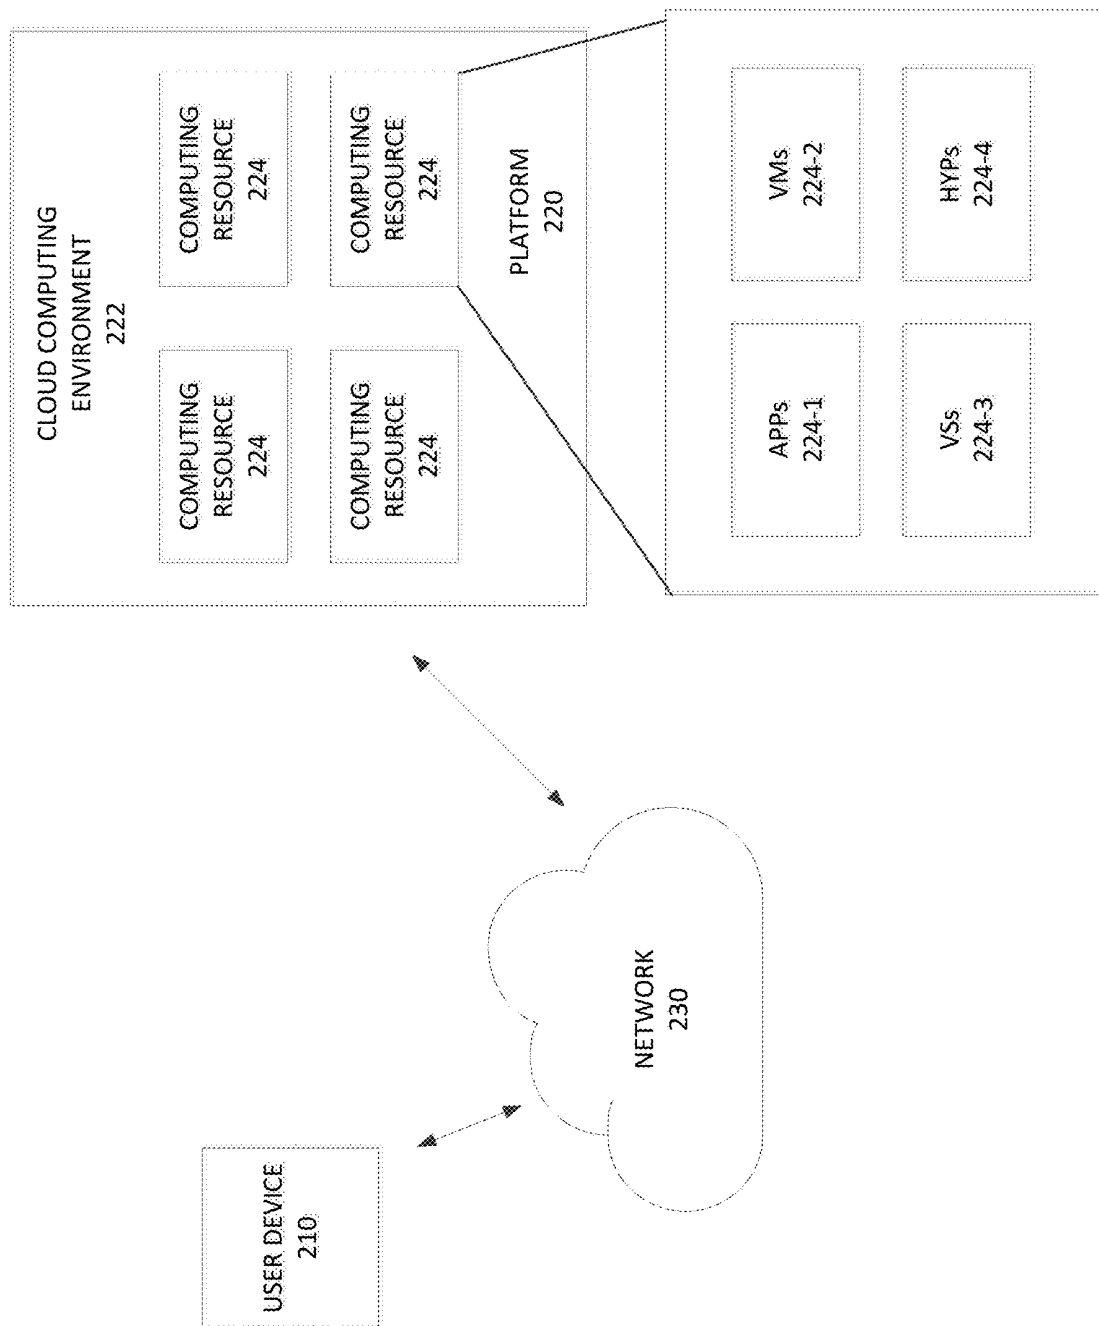 CLOUD COMPUTING
ENVIRONMENT
222
COMPUTING
RESOURCE
224
COMPUTING
RESOURCE
224
COMPUTING
RESOURCE
224
COMPUTING
RESOURCE
224
PLATFORM
220
APPs
224-1
VMs
224-2
VSs
224-3
HYPs
224-4
USER DEVICE
210
NETWORK
230